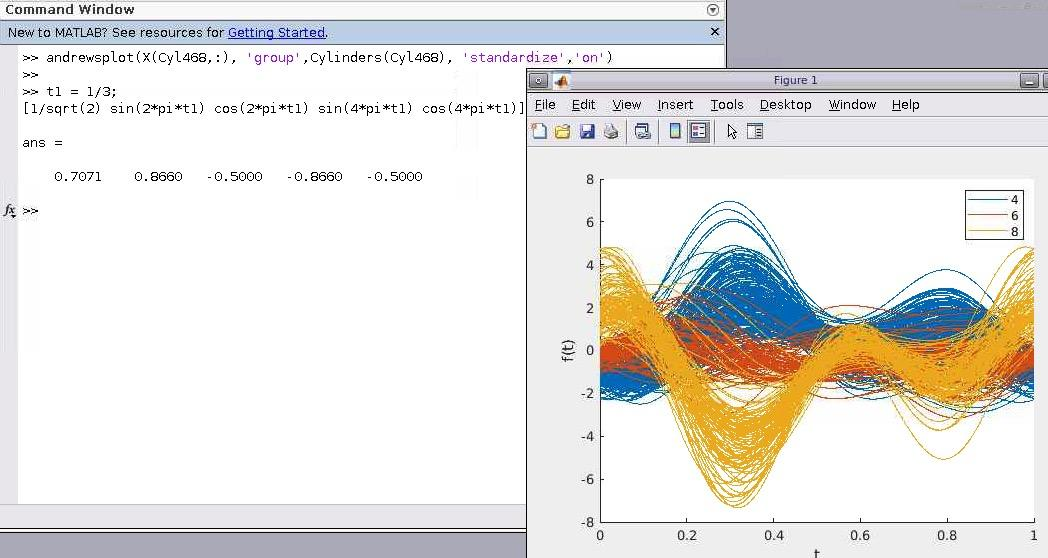 Command Window
New to MATLAB? See resources for Getting Started.
>> andrewsplot(X(Cyl468,:), 'group',Cylinders(Cyl468), 'standardize','on')
>>
>> t1 = 1/3;
[1/sqrt(2) sin(2*pi*t1) cos(2*pi*t1) sin(4*pi*t1) cos(4*pi*t1)]
ans =
0.7071 0.8660 -0.5000 -0.8660 -0.5000
fx >>
Figure 1
File Edit View Insert Tools Desktop Window Help
8
6
4
2
0
-2
-4
-6
-8
f(t)
4
6
8
0 0.2 0.4 0.6 0.8 1
t